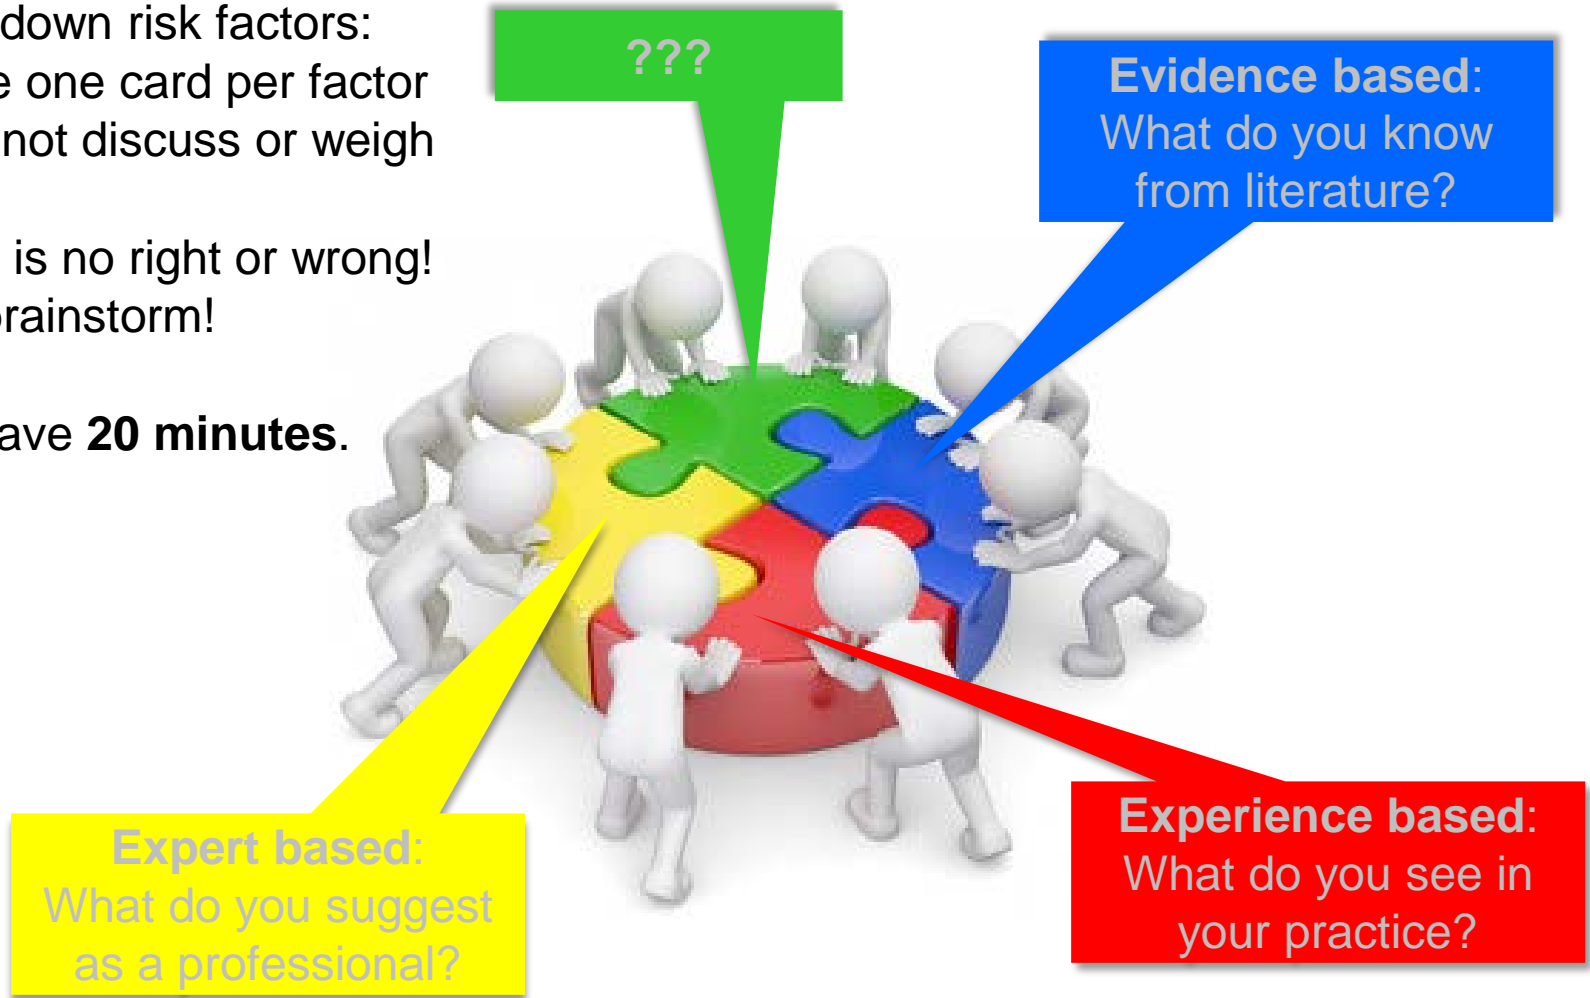 down risk factors:
e one card per factor
not discuss or weigh
is no right or wrong!
brainstorm!
ave 20 minutes.
???
Evidence based:
What do you know
from literature?
Expert based:
What do you suggest
as a professional?
Experience based:
What do you see in
your practice?